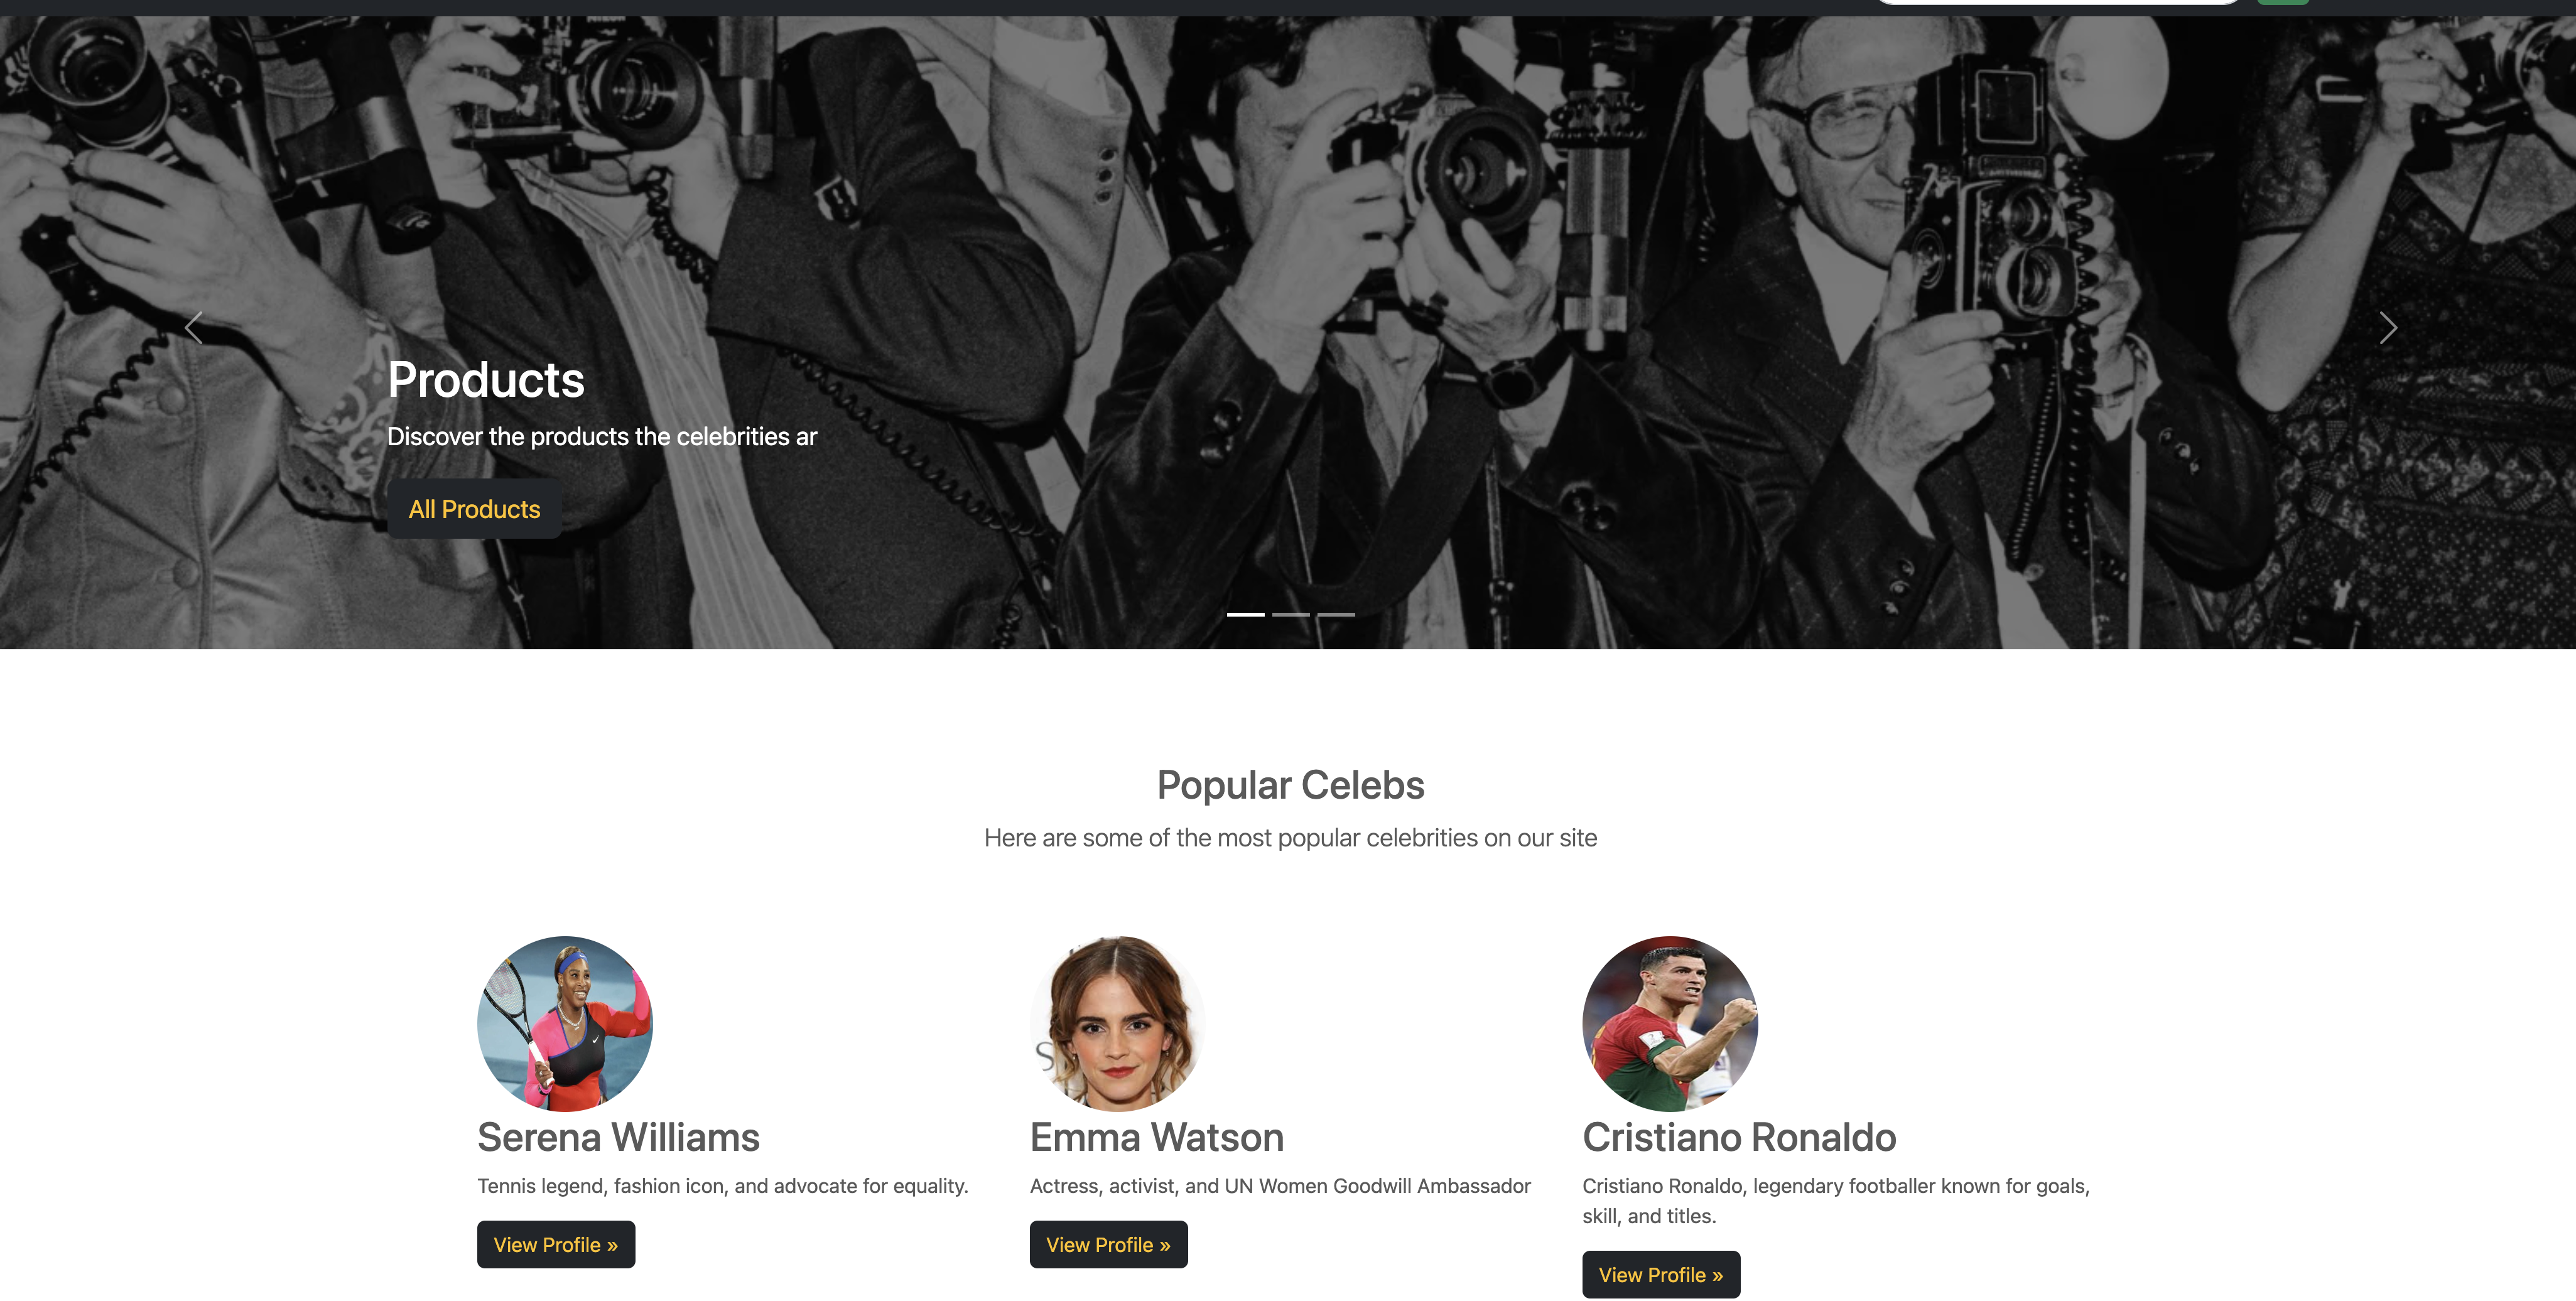 Products
Discover the products the celebrities ar
All Products
Popular Celebs
Here are some of the most popular celebrities on our site
Serena Williams
Tennis legend, fashion icon, and advocate for equality.
View Profile »
Emma Watson
Actress, activist, and UN Women Goodwill Ambassador
View Profile »
Cristiano Ronaldo
Cristiano Ronaldo, legendary footballer known for goals,
skill, and titles.
View Profile »